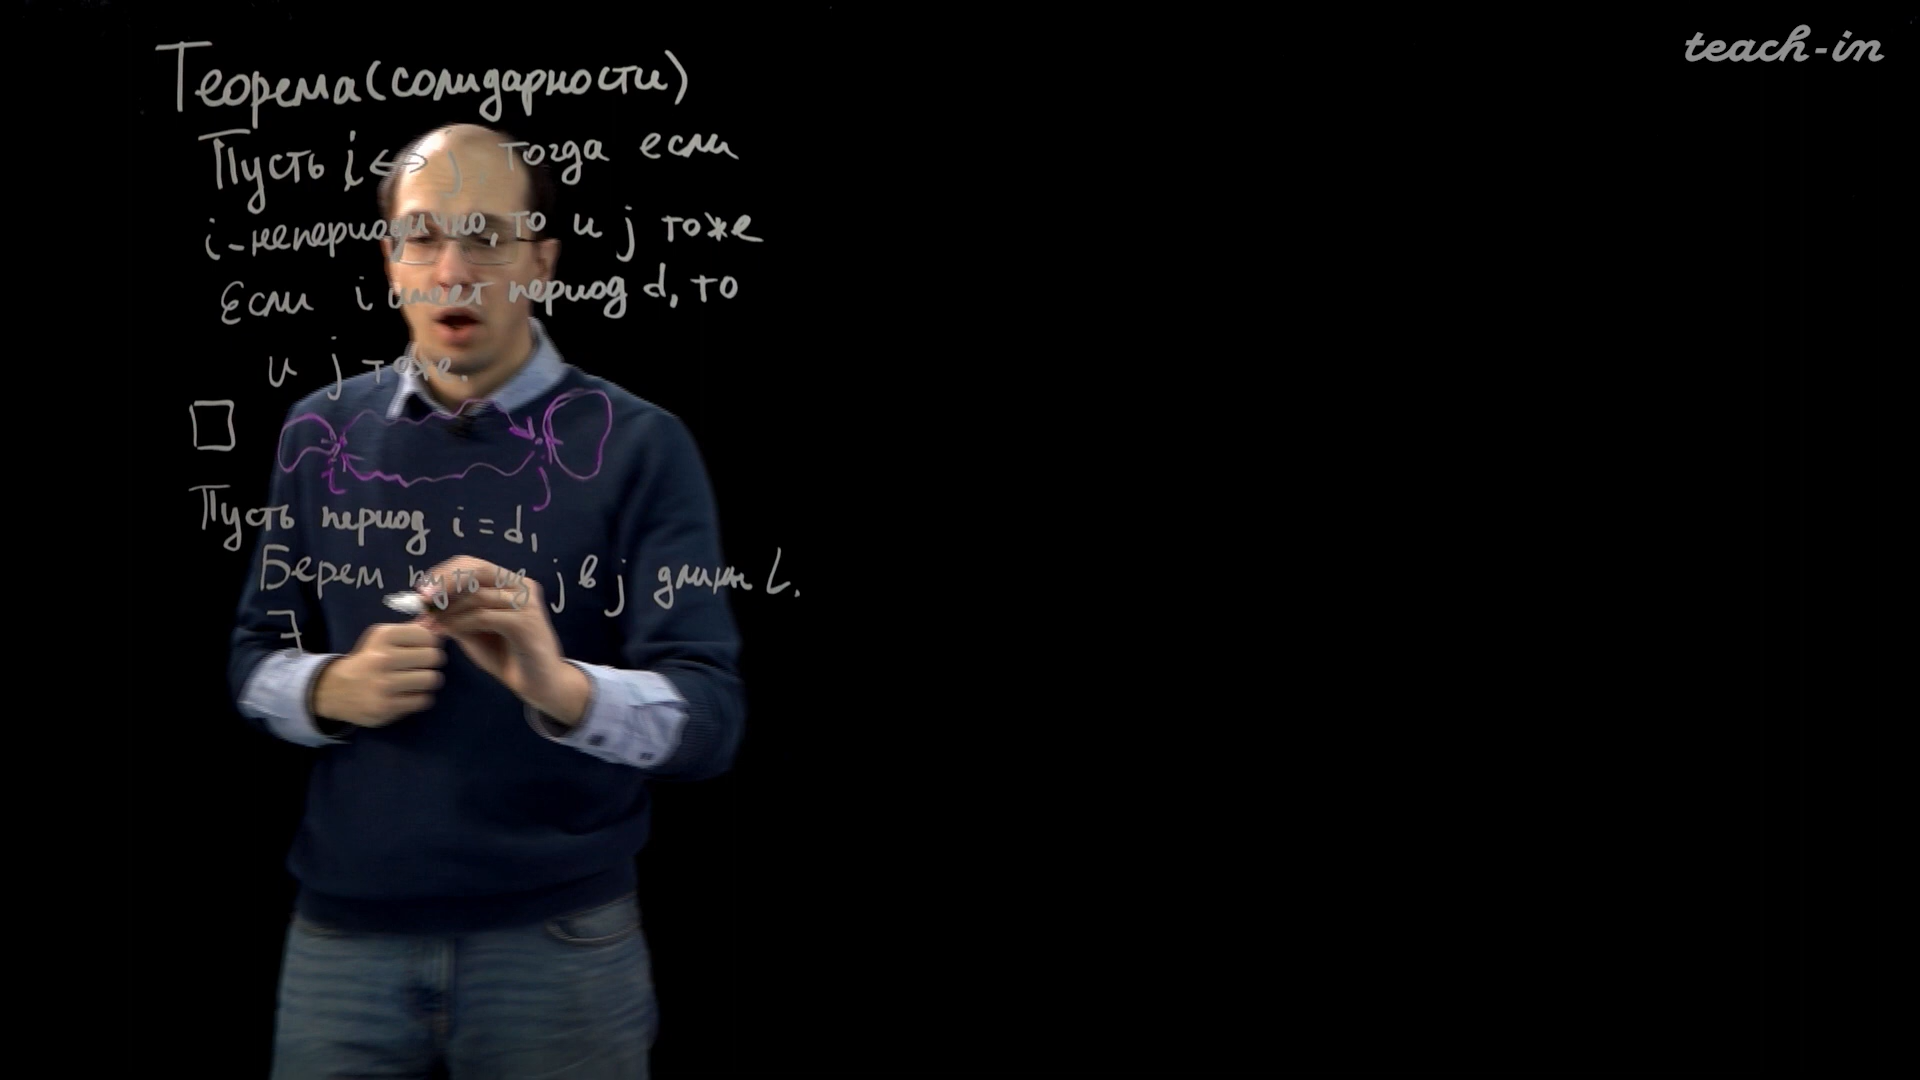 teach-in
Теорема (солидарности)
Пусть i ↔ j, тогда если
i - непериодично, то и j тоже
Если i имеет период d, то
и j тоже.
i j
Пусть период i = d,
Берем путь из j в j длины L.
∃